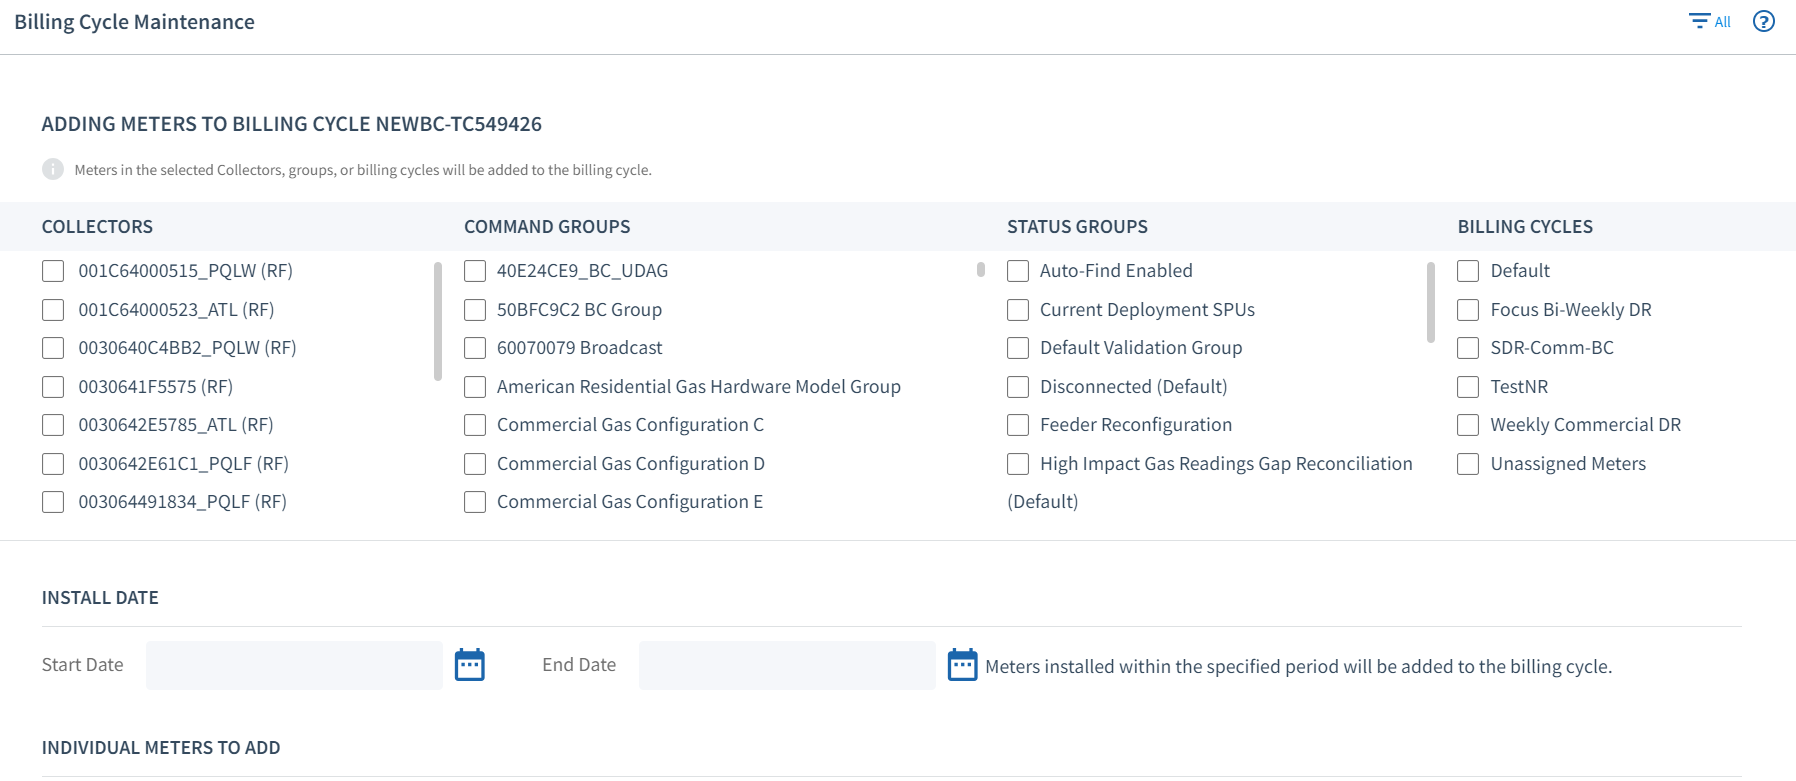 Billing Cycle Maintenance
All
ADDING METERS TO BILLING CYCLE NEWBC-TC549426
Meters in the selected Collectors, groups, or billing cycles will be added to the billing cycle.
COLLECTORS
001C64000515_PQLW (RF)
001C64000523_ATL (RF)
0030640C4BB2_PQLW (RF)
0030641F5575 (RF)
0030642E5785_ATL (RF)
0030642E61C1_PQLF (RF)
003064491834_PQLF (RF)
COMMAND GROUPS
40E24CE9_BC_UDAG
50BFC9C2 BC Group
60070079 Broadcast
American Residential Gas Hardware Model Group
Commercial Gas Configuration C
Commercial Gas Configuration D
Commercial Gas Configuration E
STATUS GROUPS
Auto-Find Enabled
Current Deployment SPUs
Default Validation Group
Disconnected (Default)
Feeder Reconfiguration
High Impact Gas Readings Gap Reconciliation
(Default)
BILLING CYCLES
Default
Focus Bi-Weekly DR
SDR-Comm-BC
TestNR
Weekly Commercial DR
Unassigned Meters
INSTALL DATE
Start Date
End Date
Meters installed within the specified period will be added to the billing cycle.
INDIVIDUAL METERS TO ADD